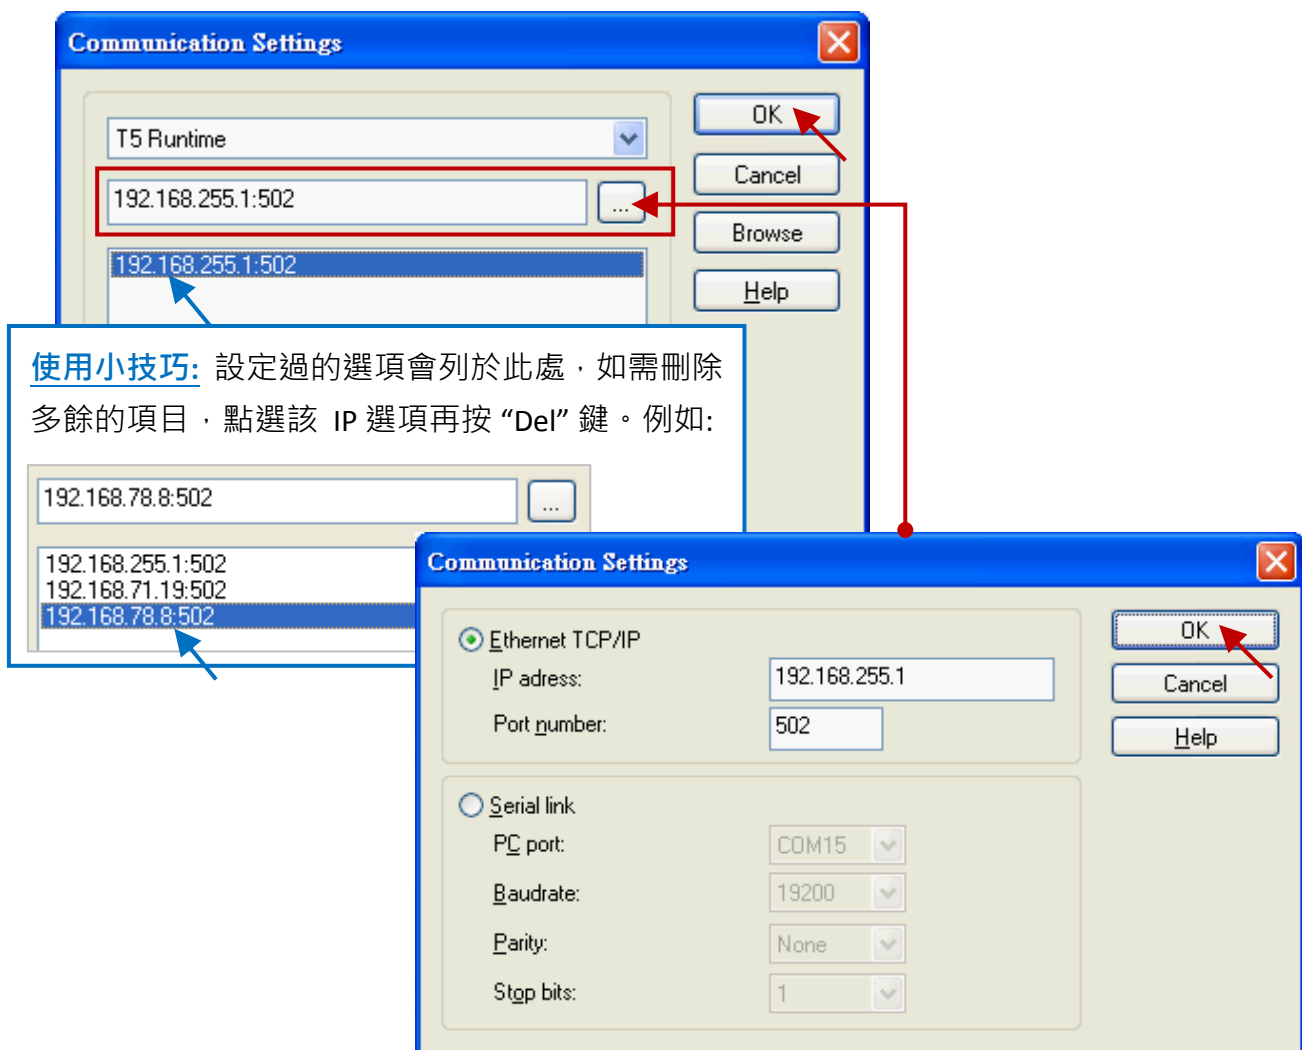 Communication Settings
OK
T5 Runtime
Cancel
192.168.255.1:502
...
Browse
192.168.255.1:502
Help
使用小技巧: 設定過的選項會列於此處，如需刪除
多餘的項目，點選該 IP 選項再按 “Del” 鍵。例如:
192.168.78.8:502
...
192.168.255.1:502
192.168.71.19:502
192.168.78.8:502
Communication Settings
Ethernet TCP/IP
OK
IP adress:
192.168.255.1
Cancel
Port number:
502
Help
Serial link
PC port:
COM15
Baudrate:
19200
Parity:
None
Stop bits:
1